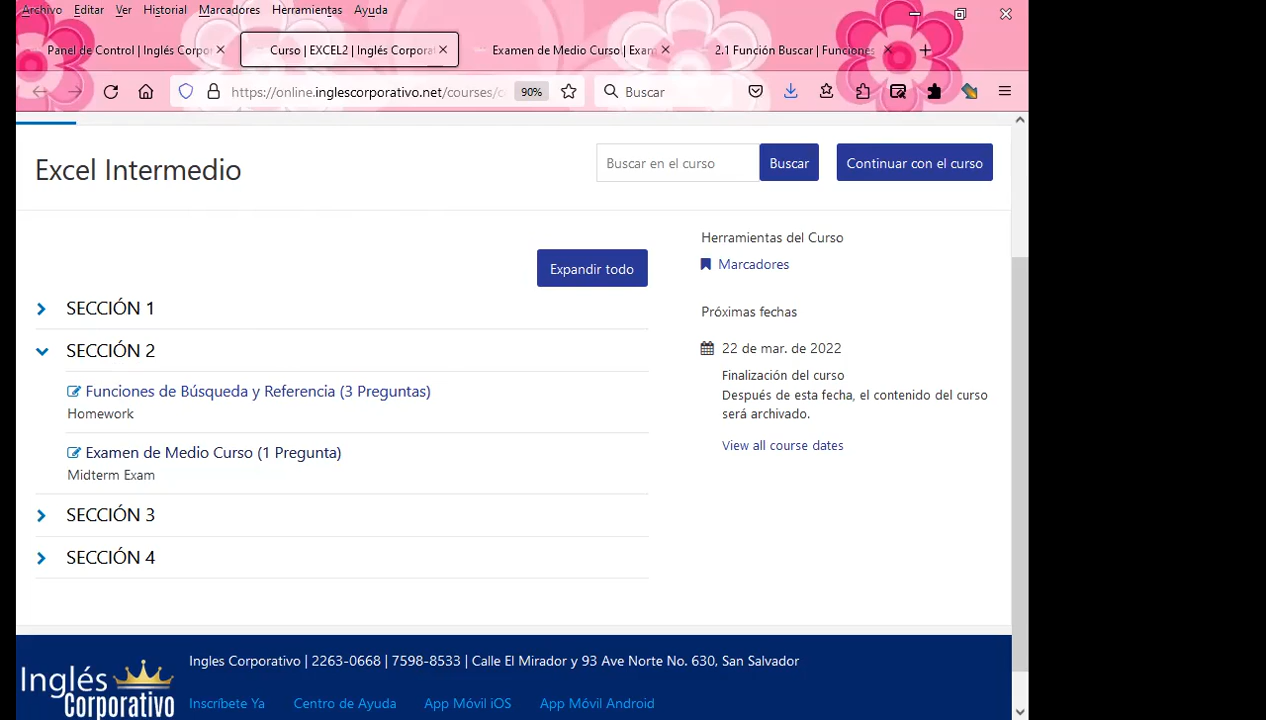 Archivo Editar Ver Historial Marcadores Herramientas Ayuda
Panel de Control | Inglés Corpo
Curso | EXCEL2 | Inglés Corpora
Examen de Medio Curso | Exam
2.1 Función Buscar | Funciones
https://online.inglescorporativo.net/courses/c
90%
Buscar
Excel Intermedio
Buscar en el curso
Buscar
Continuar con el curso
Expandir todo
SECCIÓN 1
SECCIÓN 2
Funciones de Búsqueda y Referencia (3 Preguntas)
Homework
Examen de Medio Curso (1 Pregunta)
Midterm Exam
SECCIÓN 3
SECCIÓN 4
Herramientas del Curso
Marcadores
Próximas fechas
22 de mar. de 2022
Finalización del curso
Después de esta fecha, el contenido del curso
será archivado.
View all course dates
Inglés
Corporativo
Ingles Corporativo | 2263-0668 | 7598-8533 | Calle El Mirador y 93 Ave Norte No. 630, San Salvador
Inscríbete Ya Centro de Ayuda App Móvil iOS App Móvil Android